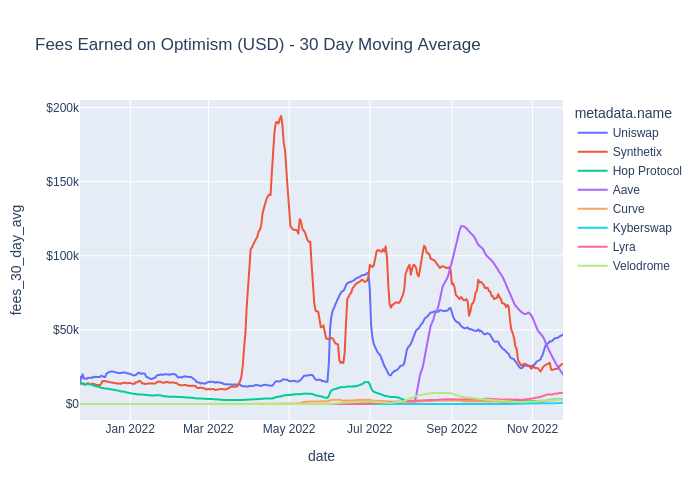 Fees Earned on Optimism (USD) - 30 Day Moving Average
metadata.name
Uniswap
Synthetix
Hop Protocol
Aave
Curve
Kyberswap
Lyra
Velodrome
fees_30_day_avg
$200k
$150k
$100k
$50k
$0
Jan 2022
Mar 2022
May 2022
Jul 2022
Sep 2022
Nov 2022
date